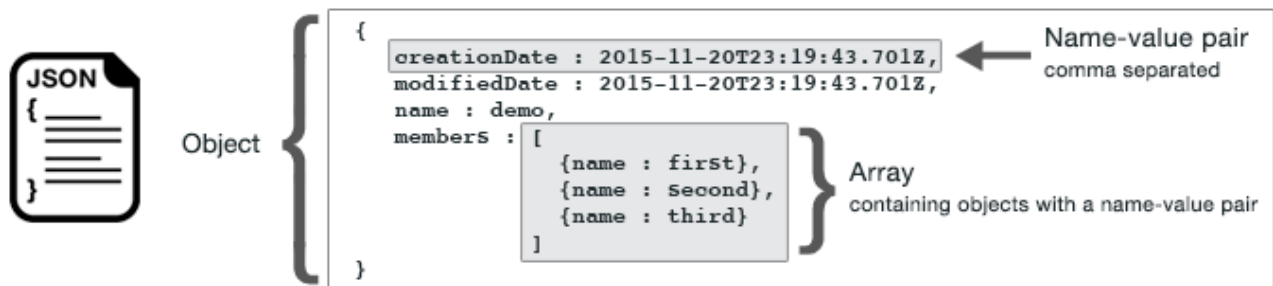 JSON
{
}
Object
{
creationDate : 2015-11-20T23:19:43.701Z,
modifiedDate : 2015-11-20T23:19:43.701Z,
name : demo,
members : [
{name : first},
{name : second},
{name : third}
]
}
Name-value pair
comma separated
Array
containing objects with a name-value pair